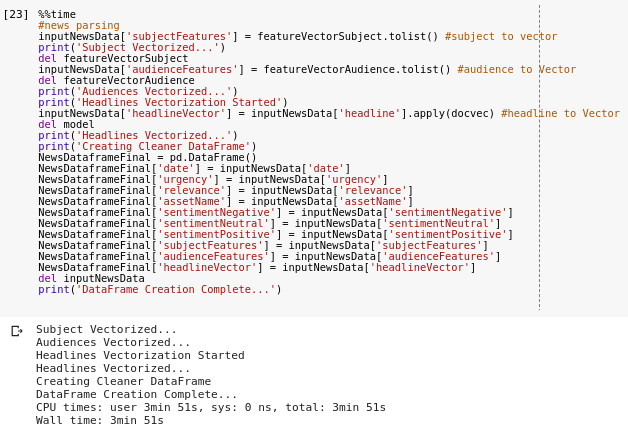 [23] %%time
#news parsing
inputNewsData['subjectFeatures'] = featureVectorSubject.tolist() #subject to vector
print('Subject Vectorized...')
del featureVectorSubject
inputNewsData['audienceFeatures'] = featureVectorAudience.tolist() #audience to Vector
del featureVectorAudience
print('Audiences Vectorized...')
print('Headlines Vectorization Started')
inputNewsData['headlineVector'] = inputNewsData['headline'].apply(docvec) #headline to Vector
del model
print('Headlines Vectorized...')
print('Creating Cleaner DataFrame')
NewsDataframeFinal = pd.DataFrame()
NewsDataframeFinal['date'] = inputNewsData['date']
NewsDataframeFinal['urgency'] = inputNewsData['urgency']
NewsDataframeFinal['relevance'] = inputNewsData['relevance']
NewsDataframeFinal['assetName'] = inputNewsData['assetName']
NewsDataframeFinal['sentimentNegative'] = inputNewsData['sentimentNegative']
NewsDataframeFinal['sentimentNeutral'] = inputNewsData['sentimentNeutral']
NewsDataframeFinal['sentimentPositive'] = inputNewsData['sentimentPositive']
NewsDataframeFinal['subjectFeatures'] = inputNewsData['subjectFeatures']
NewsDataframeFinal['audienceFeatures'] = inputNewsData['audienceFeatures']
NewsDataframeFinal['headlineVector'] = inputNewsData['headlineVector']
del inputNewsData
print('DataFrame Creation Complete...')
Subject Vectorized...
Audiences Vectorized...
Headlines Vectorization Started
Headlines Vectorized...
Creating Cleaner DataFrame
DataFrame Creation Complete...
CPU times: user 3min 51s, sys: 0 ns, total: 3min 51s
Wall time: 3min 51s